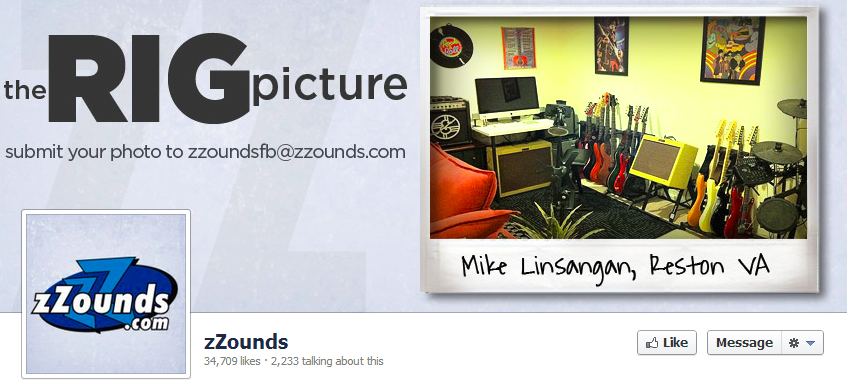 the RIG picture
submit your photo to zzoundsfb@zzounds.com
Mike Linsangan, Reston VA
zZounds
.com
zZounds
34,709 likes · 2,233 talking about this
Like
Message